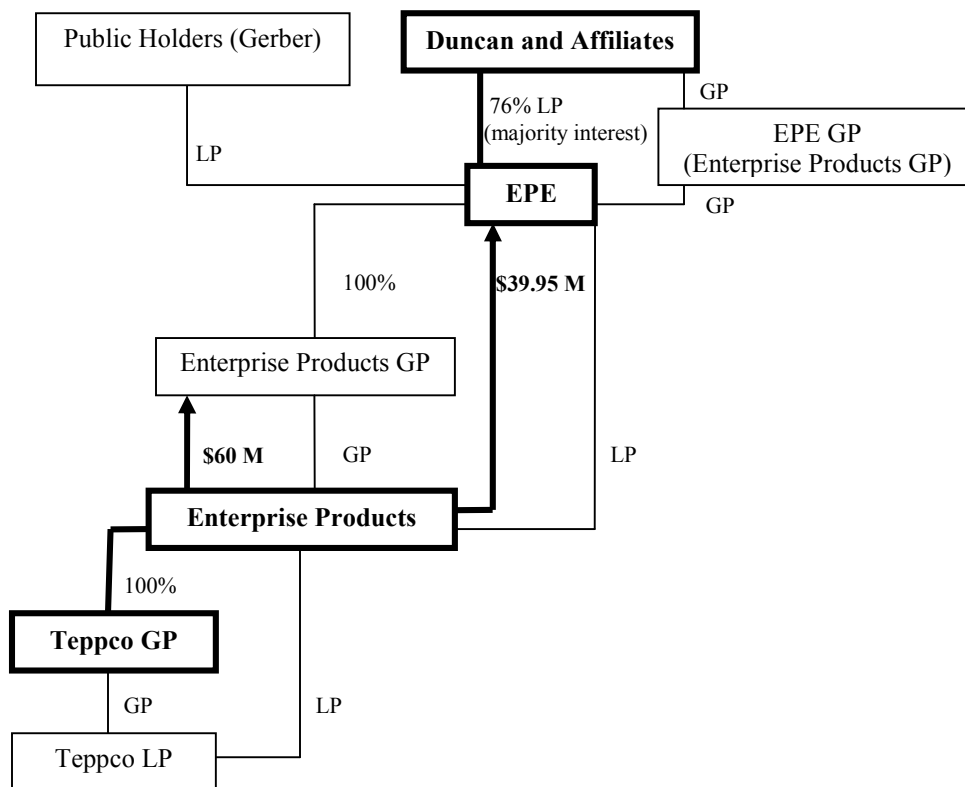 Public Holders (Gerber)
Duncan and Affiliates
GP
76% LP
(majority interest)
LP
EPE GP
(Enterprise Products GP)
EPE
GP
100%
$39.95 M
Enterprise Products GP
$60 M
GP
LP
Enterprise Products
100%
Teppco GP
GP
LP
Teppco LP